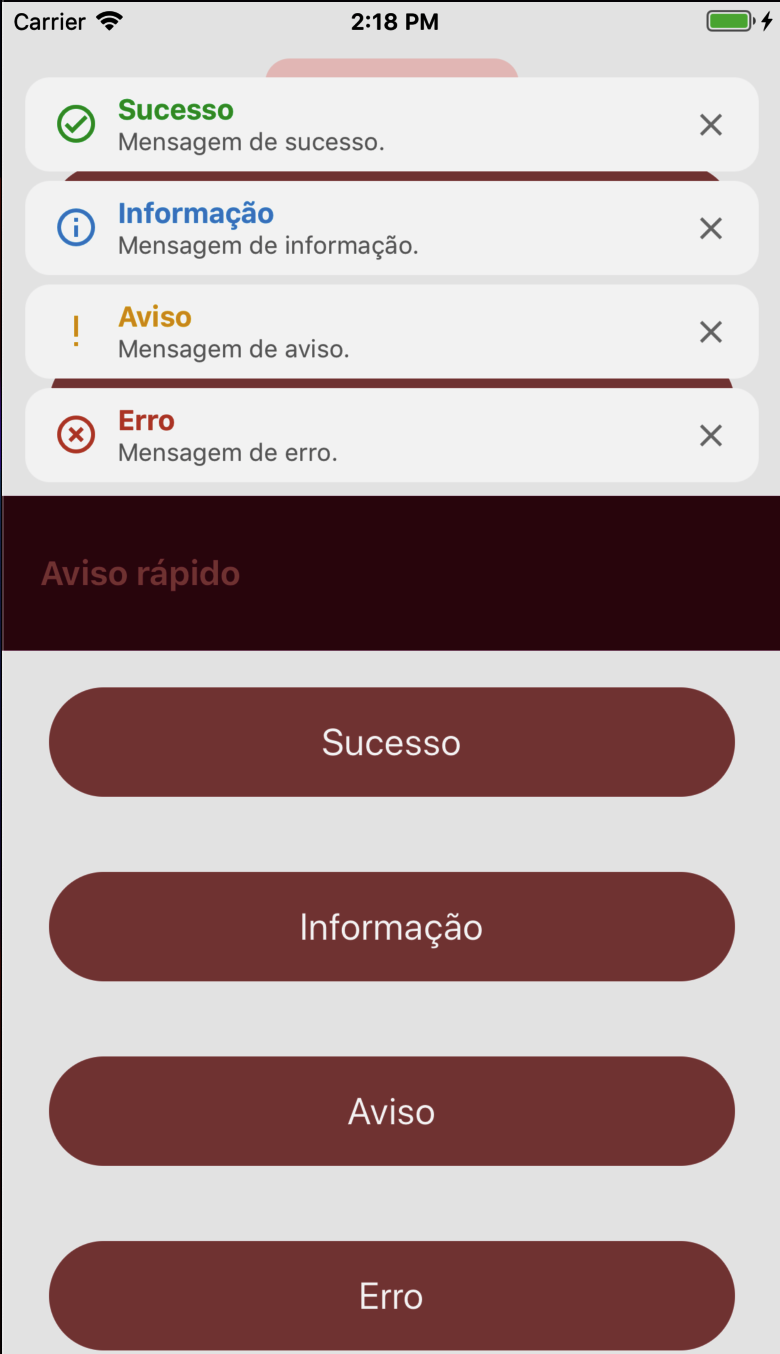 Carrier
2:18 PM
Sucesso
Mensagem de sucesso.
Informação
Mensagem de informação.
Aviso
Mensagem de aviso.
Erro
Mensagem de erro.
Aviso rápido
Sucesso
Informação
Aviso
Erro